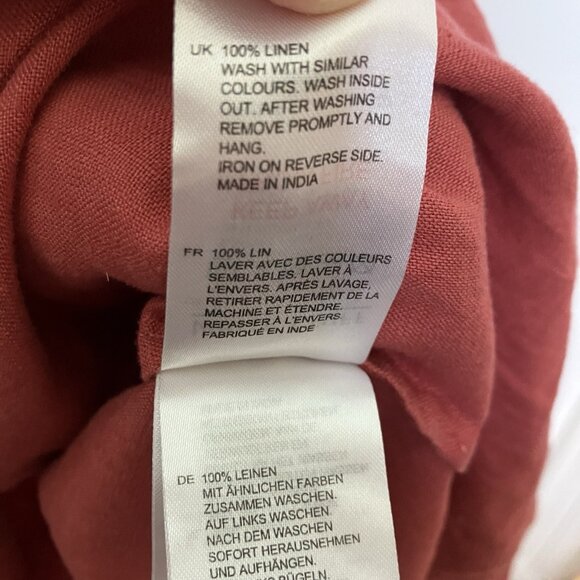 UK 100% LINEN
WASH WITH SIMILAR
COLOURS. WASH INSIDE
OUT. AFTER WASHING
REMOVE PROMPTLY AND
HANG.
IRON ON REVERSE SIDE.
MADE IN INDIA
FR 100% LIN
LAVER AVEC DES COULEURS
SEMBLABLES. LAVER À
L'ENVERS. APRÈS LAVAGE,
RETIRER RAPIDEMENT DE LA
MACHINE ET ÉTENDRE.
REPASSER À L'ENVERS.
FABRIQUÉ EN INDE
DE 100% LEINEN
MIT ÄHNLICHEN FARBEN
ZUSAMMEN WASCHEN.
AUF LINKS WASCHEN.
NACH DEM WASCHEN
SOFORT HERAUSNEHMEN
UND AUFHÄNGEN.
BÜGELN.